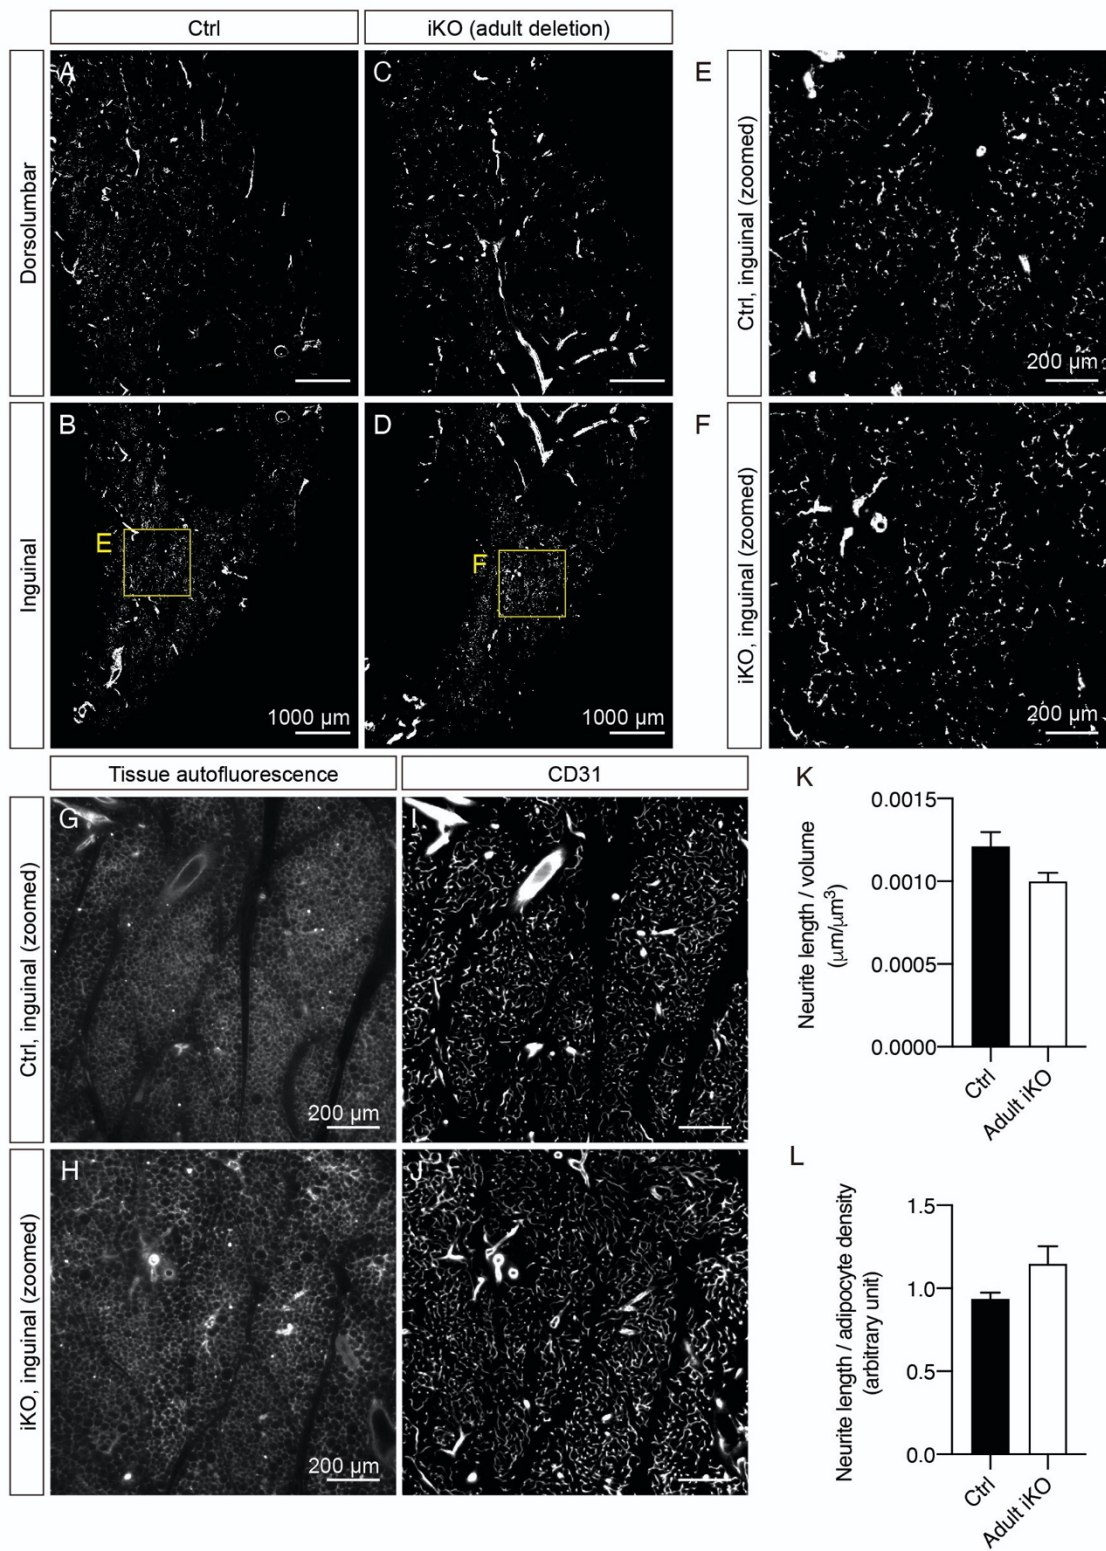 Ctrl
iKO (adult deletion)
Dorsolumbar
A
C
E
Ctrl, inguinal (zoomed)
200 µm
Inguinal
B
E
1000 µm
D
F
1000 µm
F
iKO, inguinal (zoomed)
200 µm
Tissue autofluorescence
CD31
Ctrl, inguinal (zoomed)
G
200 µm
I
iKO, inguinal (zoomed)
H
200 µm
J
K
Neurite length / volume
(µm/µm³)
0.0015
0.0010
0.0005
0.0000
Ctrl
Adult iKO
L
Neurite length / adipocyte density
(arbitrary unit)
1.5
1.0
0.5
0.0
Ctrl
Adult iKO